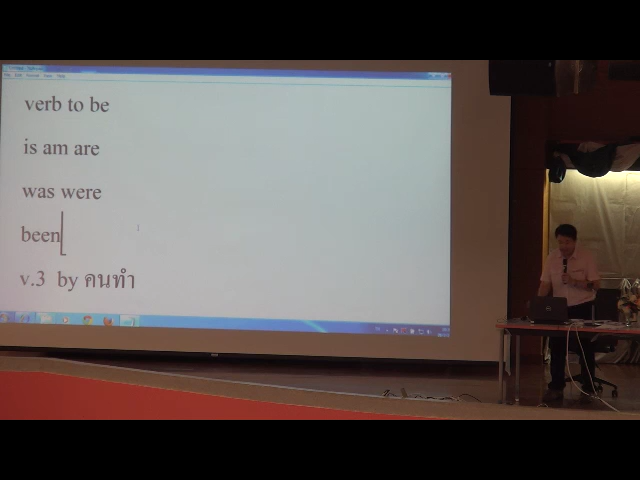 verb to be
is am are
was were
been
v.3 by คนทำ